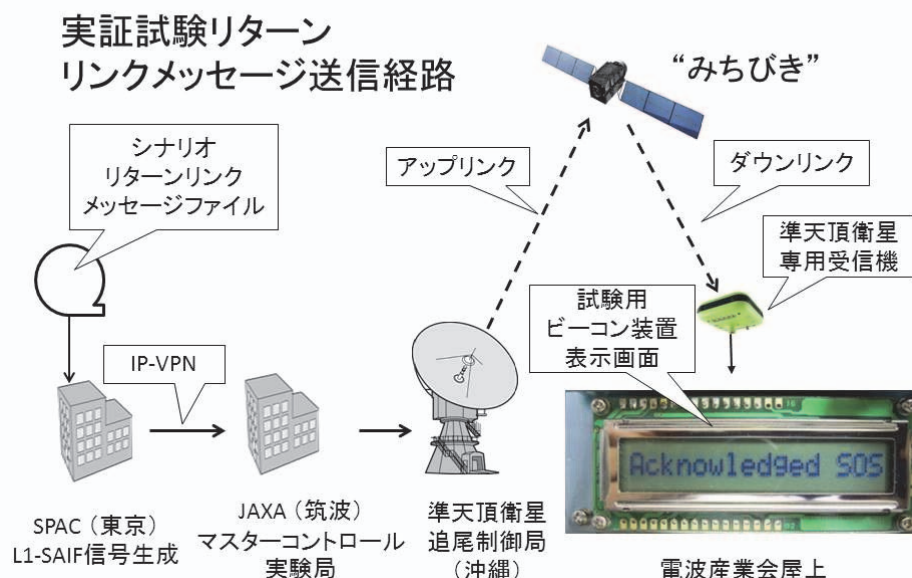 実証試験リターン
リンクメッセージ送信経路
“みちびき”
シナリオ
リターンリンク
メッセージファイル
アップリンク
ダウンリンク
準天頂衛星
専用受信機
試験用
ビーコン装置
表示画面
IP-VPN
Acknowledged SOS
SPAC（東京）
L1-SAIF信号生成
JAXA（筑波）
マスターコントロール
実験局
準天頂衛星
追尾制御局
（沖縄）
電波産業会屋上